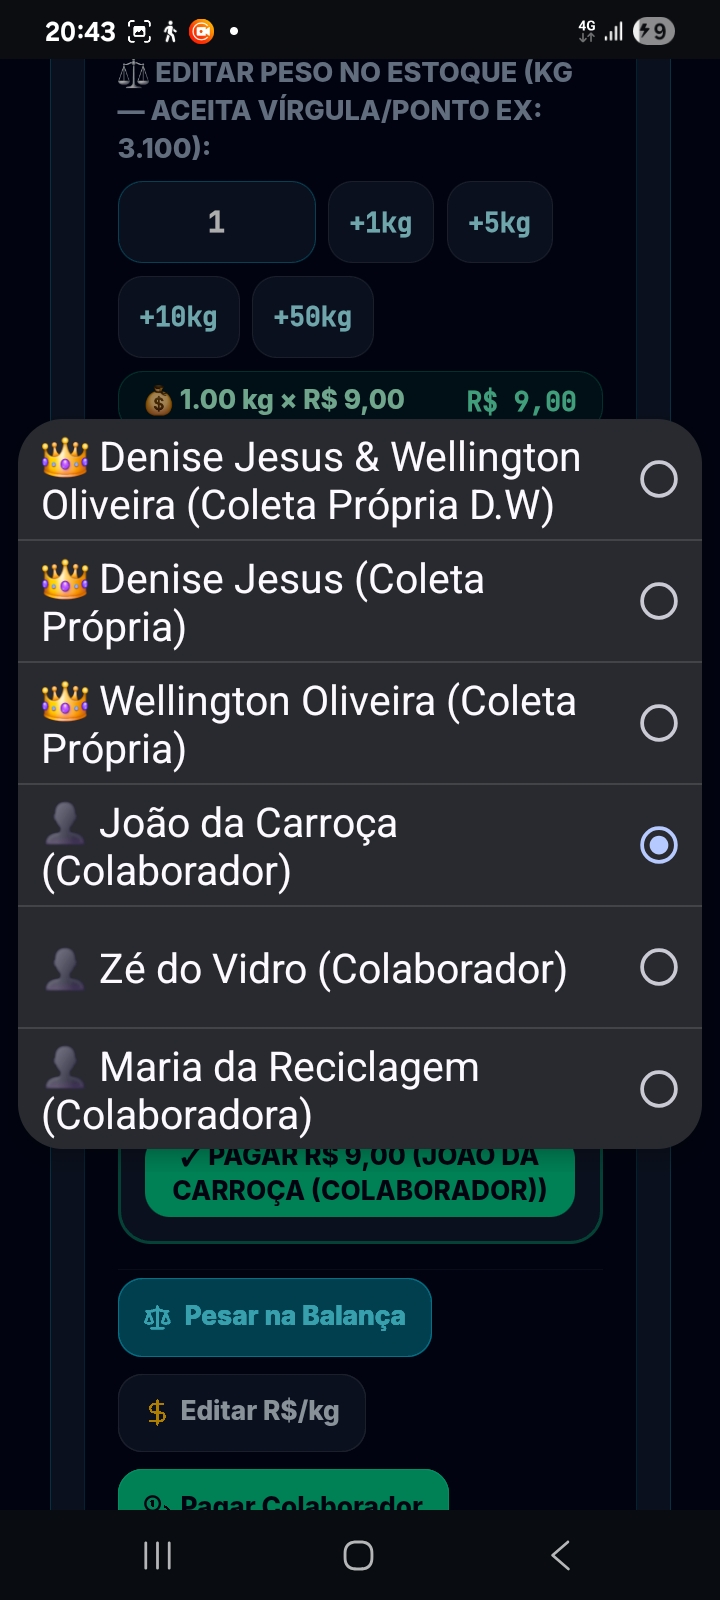 20:43
4G
9
EDITAR PESO NO ESTOQUE (KG
— ACEITA VÍRGULA/PONTO EX:
3.100):
1 +1kg +5kg
+10kg +50kg
1.00 kg × R$ 9,00 R$ 9,00
Denise Jesus & Wellington
Oliveira (Coleta Própria D.W)
Denise Jesus (Coleta
Própria)
Wellington Oliveira (Coleta
Própria)
João da Carroça
(Colaborador)
Zé do Vidro (Colaborador)
Maria da Reciclagem
(Colaboradora)
✓ PAGAR R$ 9,00 (JOÃO DA
CARROÇA (COLABORADOR))
Pesar na Balança
Editar R$/kg
Pagar Colaborador